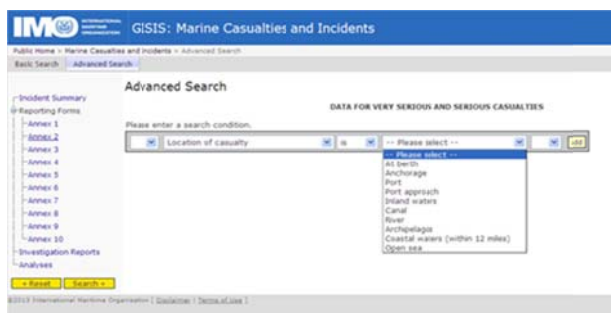 IMO INTERNATIONAL MARITIME ORGANIZATION
GISIS: Marine Casualties and Incidents
Public Home > Marine Casualties and Incidents > Advanced Search
Basic Search Advanced Search
Advanced Search
DATA FOR VERY SERIOUS AND SERIOUS CASUALTIES
Please enter a search condition.
Location of casualty is -- Please select -- add
-- Please select --
At berth
Anchorage
Port
Port approach
Inland waters
Canal
River
Archipelagos
Coastal waters (within 12 miles)
Open sea
Incident Summary
Reporting Forms
Annex 1
Annex 2
Annex 3
Annex 4
Annex 5
Annex 6
Annex 7
Annex 8
Annex 9
Annex 10
Investigation Reports
Analyses
« Reset Search »
©2013 International Maritime Organization [ Disclaimer | Terms of Use ]